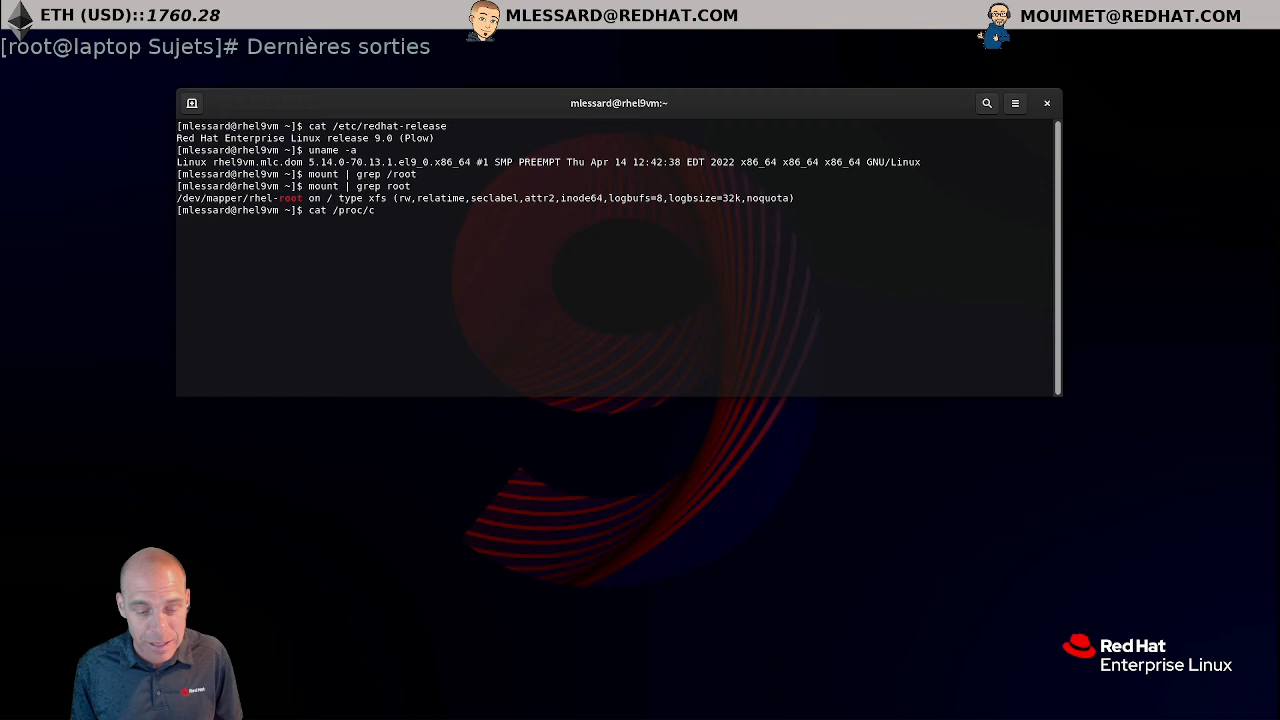 ETH (USD)::1760.28
MLESSARD@REDHAT.COM
MOUIMET@REDHAT.COM
[root@laptop Sujets]# Dernières sorties
mlessard@rhel9vm:~
[mlessard@rhel9vm ~]$ cat /etc/redhat-release
Red Hat Enterprise Linux release 9.0 (Plow)
[mlessard@rhel9vm ~]$ uname -a
Linux rhel9vm.mlc.dom 5.14.0-70.13.1.el9_0.x86_64 #1 SMP PREEMPT Thu Apr 14 12:42:38 EDT 2022 x86_64 x86_64 x86_64 GNU/Linux
[mlessard@rhel9vm ~]$ mount | grep /root
[mlessard@rhel9vm ~]$ mount | grep root
/dev/mapper/rhel-root on / type xfs (rw,relatime,seclabel,attr2,inode64,logbufs=8,logbsize=32k,noquota)
[mlessard@rhel9vm ~]$ cat /proc/c
9
Red Hat
Red Hat
Enterprise Linux